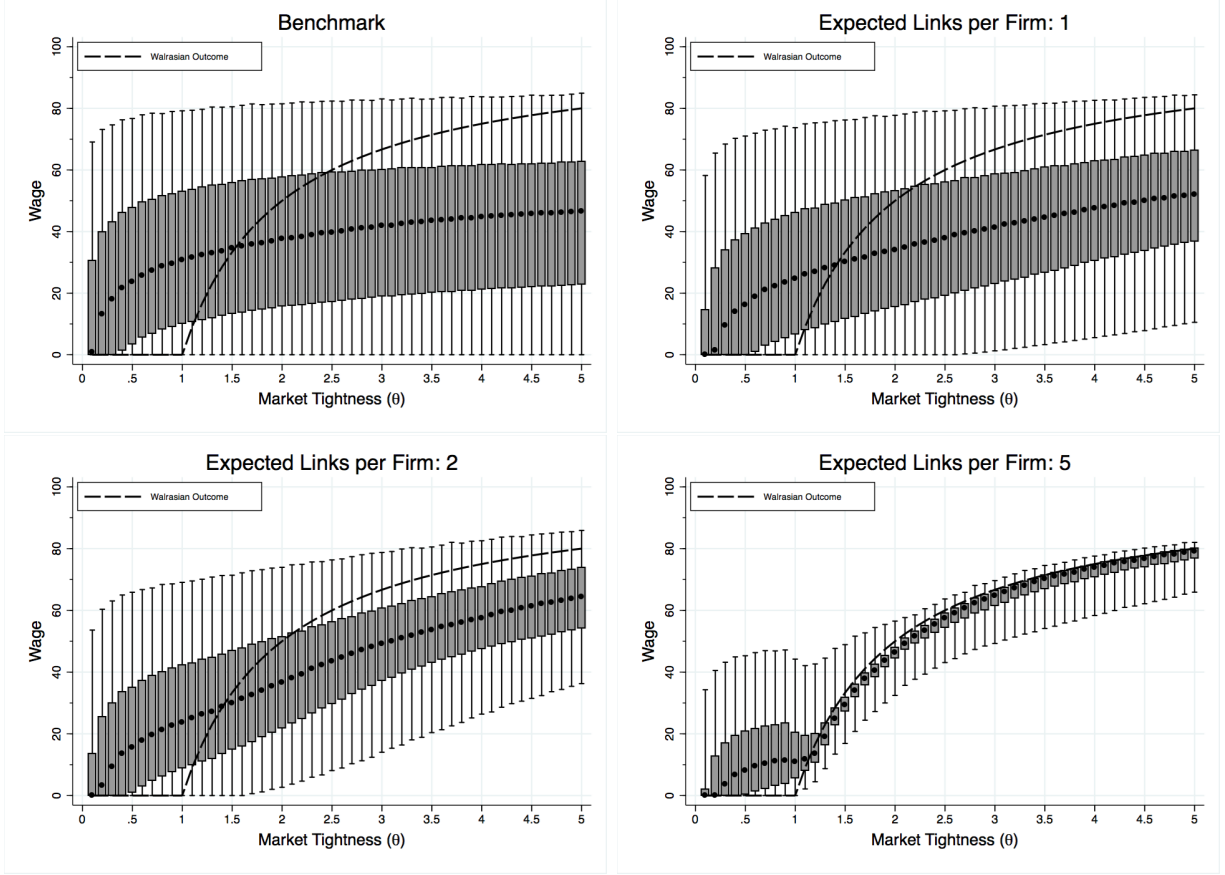 Benchmark
Walrasian Outcome
Wage
0 20 40 60 80 100
0 .5 1 1.5 2 2.5 3 3.5 4 4.5 5
Market Tightness (θ)
Expected Links per Firm: 1
Walrasian Outcome
Wage
0 20 40 60 80 100
0 .5 1 1.5 2 2.5 3 3.5 4 4.5 5
Market Tightness (θ)
Expected Links per Firm: 2
Walrasian Outcome
Wage
0 20 40 60 80 100
0 .5 1 1.5 2 2.5 3 3.5 4 4.5 5
Market Tightness (θ)
Expected Links per Firm: 5
Walrasian Outcome
Wage
0 20 40 60 80 100
0 .5 1 1.5 2 2.5 3 3.5 4 4.5 5
Market Tightness (θ)